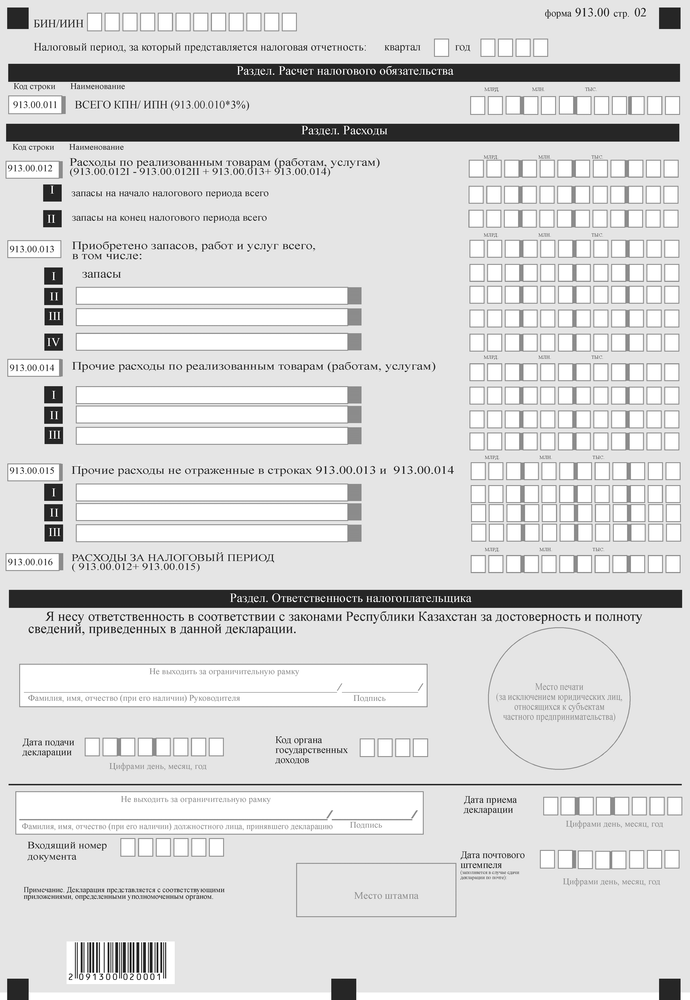 форма 913.00 стр. 02
БИН/ИИН
Налоговый период, за который представляется налоговая отчетность: квартал год
Раздел. Расчет налогового обязательства
Код строки Наименование
МЛРД. МЛН. ТЫС.
913.00.011 ВСЕГО КПН/ ИПН (913.00.010*3%)
Раздел. Расходы
Код строки Наименование
МЛРД. МЛН. ТЫС.
913.00.012 Расходы по реализованным товарам (работам, услугам)
(913.00.012I - 913.00.012II + 913.00.013+ 913.00.014)
I запасы на начало налогового периода всего
II запасы на конец налогового периода всего
МЛРД. МЛН. ТЫС.
913.00.013 Приобретено запасов, работ и услуг всего,
в том числе:
I запасы
II
III
IV
МЛРД. МЛН. ТЫС.
913.00.014 Прочие расходы по реализованным товарам (работам, услугам)
I
II
III
МЛРД. МЛН. ТЫС.
913.00.015 Прочие расходы не отраженные в строках 913.00.013 и 913.00.014
I
II
III
МЛРД. МЛН. ТЫС.
913.00.016 РАСХОДЫ ЗА НАЛОГОВЫЙ ПЕРИОД
( 913.00.012+ 913.00.015)
Раздел. Ответственность налогоплательщика
Я несу ответственность в соответствии с законами Республики Казахстан за достоверность и полноту
сведений, приведенных в данной декларации.
Не выходить за ограничительную рамку
/ /
Фамилия, имя, отчество (при его наличии) Руководителя Подпись
Место печати
(за исключением юридических лиц,
относящихся к субъектам
частного предпринимательства)
Дата подачи
декларации
Цифрами день, месяц, год
Код органа
государственных
доходов
Не выходить за ограничительную рамку
/ /
Фамилия, имя, отчество (при его наличии) должностного лица, принявшего декларацию Подпись
Дата приема
декларации
Цифрами день, месяц, год
Входящий номер
документа
Дата почтового
штемпеля
(заполняется в случае сдачи
декларации по почте):
Цифрами день, месяц, год
Примечание. Декларация представляется с соответствующими
приложениями, определенными уполномоченным органом.
Место штампа
2 091300 020001